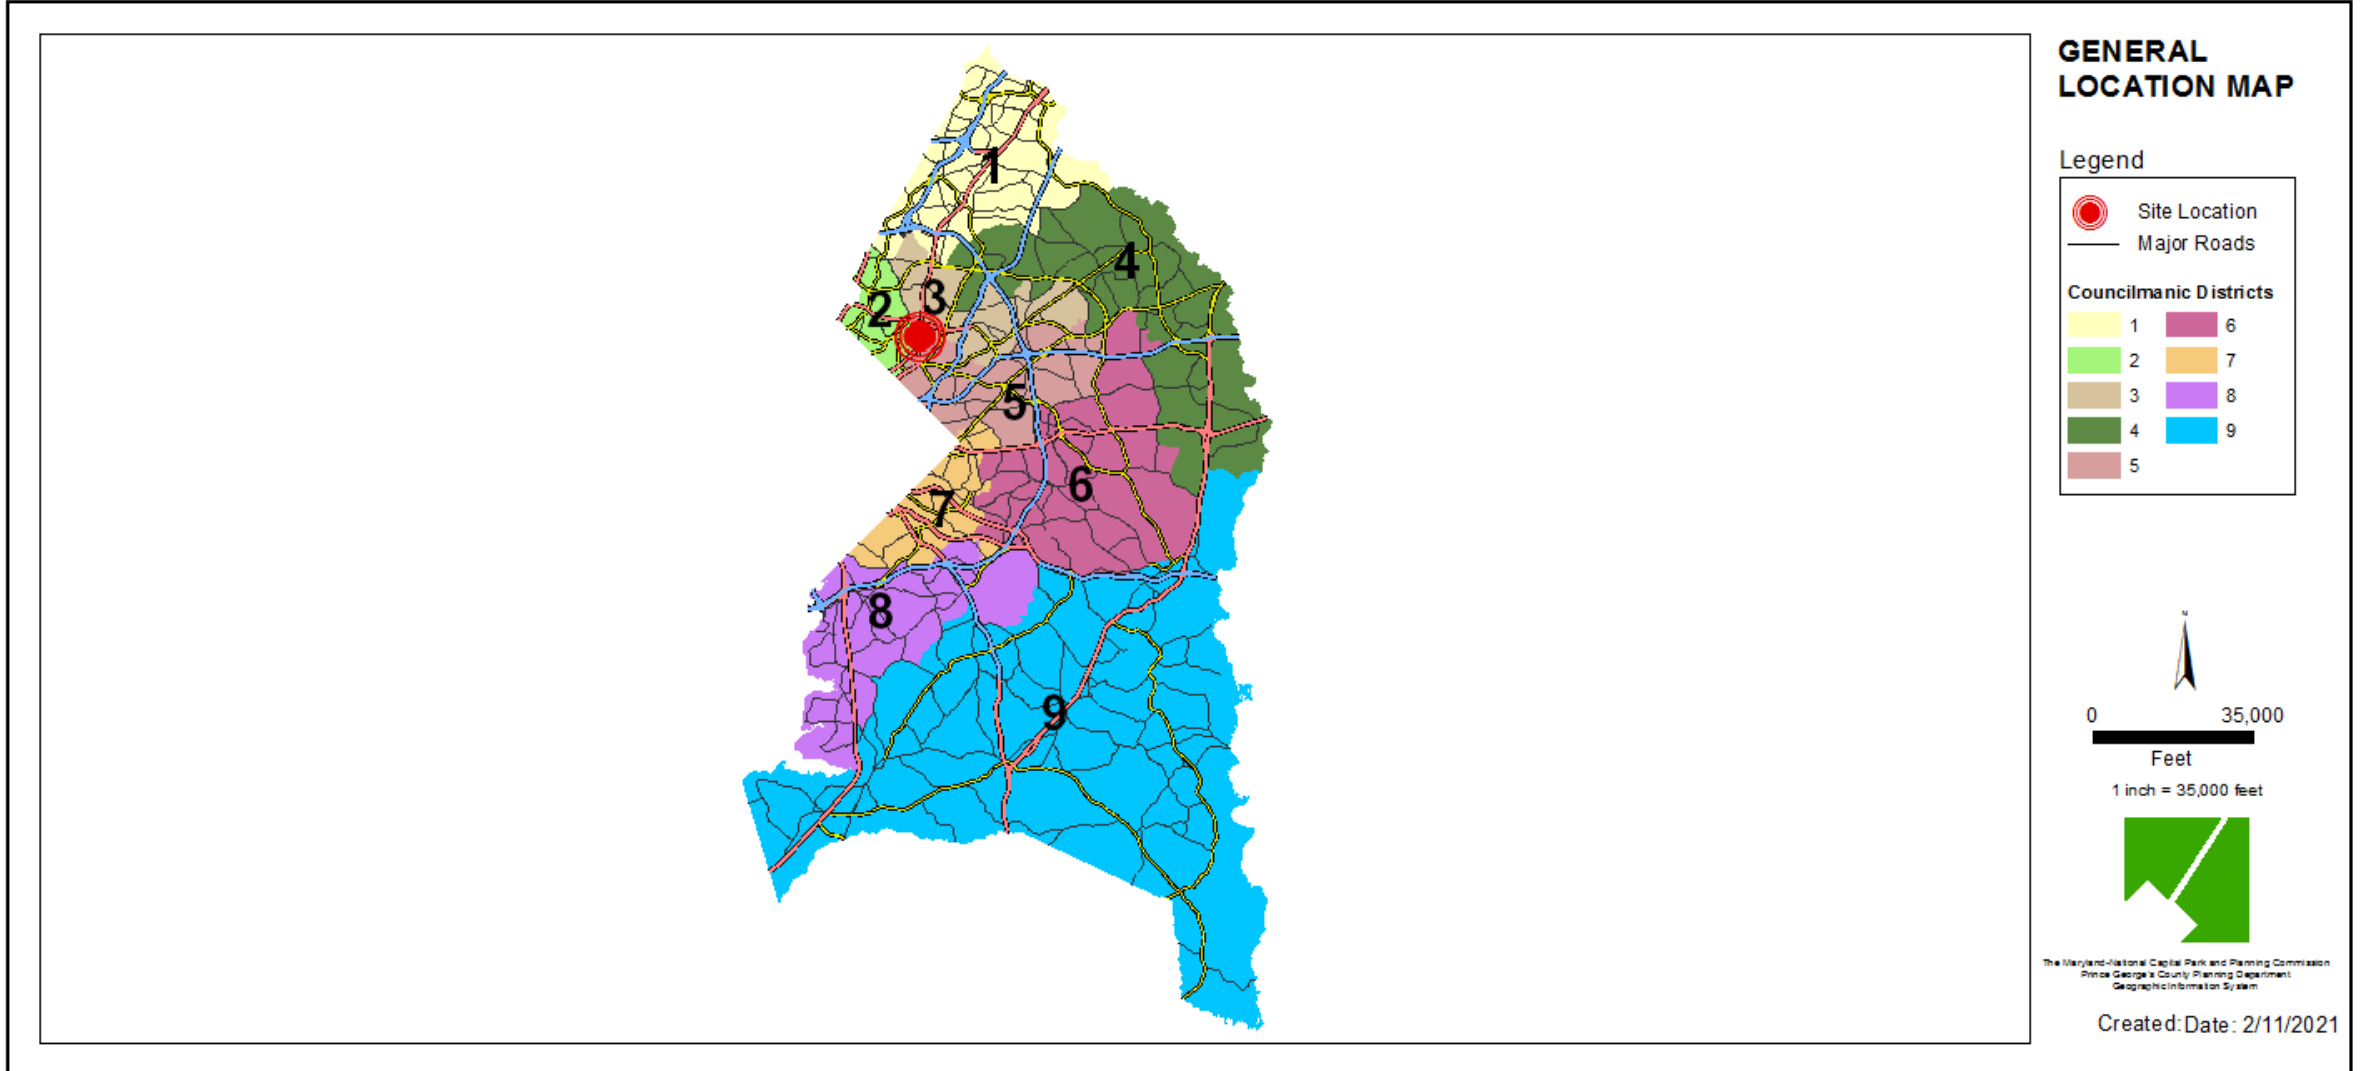 GENERAL
LOCATION MAP
Legend
Site Location
Major Roads
Councilmanic Districts
1 6
2 7
3 8
4 9
5
1
4
3
2
5
6
7
8
9
N
0 35,000
Feet
1 inch = 35,000 feet
The Maryland-National Capital Park and Planning Commission
Prince George's County Planning Department
Geographic Information System
Created: Date: 2/11/2021